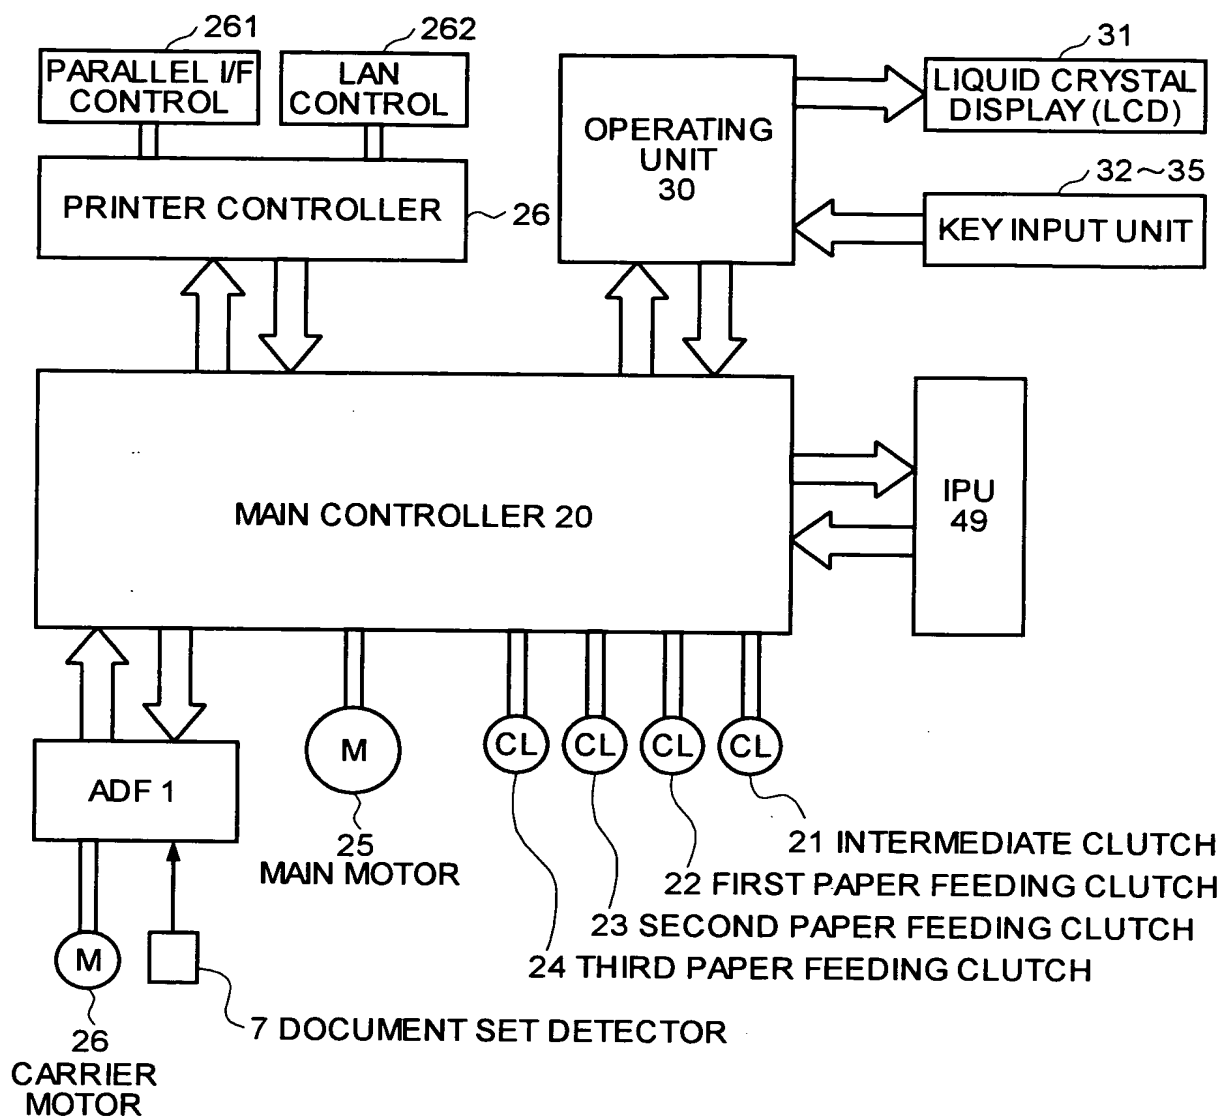 261
262
31
PARALLEL I/F
CONTROL
LAN
CONTROL
LIQUID CRYSTAL
DISPLAY (LCD)
OPERATING
UNIT
30
32~35
PRINTER CONTROLLER
26
KEY INPUT UNIT
MAIN CONTROLLER 20
IPU
49
ADF 1
M
CL
CL
CL
CL
25
MAIN MOTOR
21 INTERMEDIATE CLUTCH
22 FIRST PAPER FEEDING CLUTCH
23 SECOND PAPER FEEDING CLUTCH
24 THIRD PAPER FEEDING CLUTCH
M
7 DOCUMENT SET DETECTOR
26
CARRIER
MOTOR